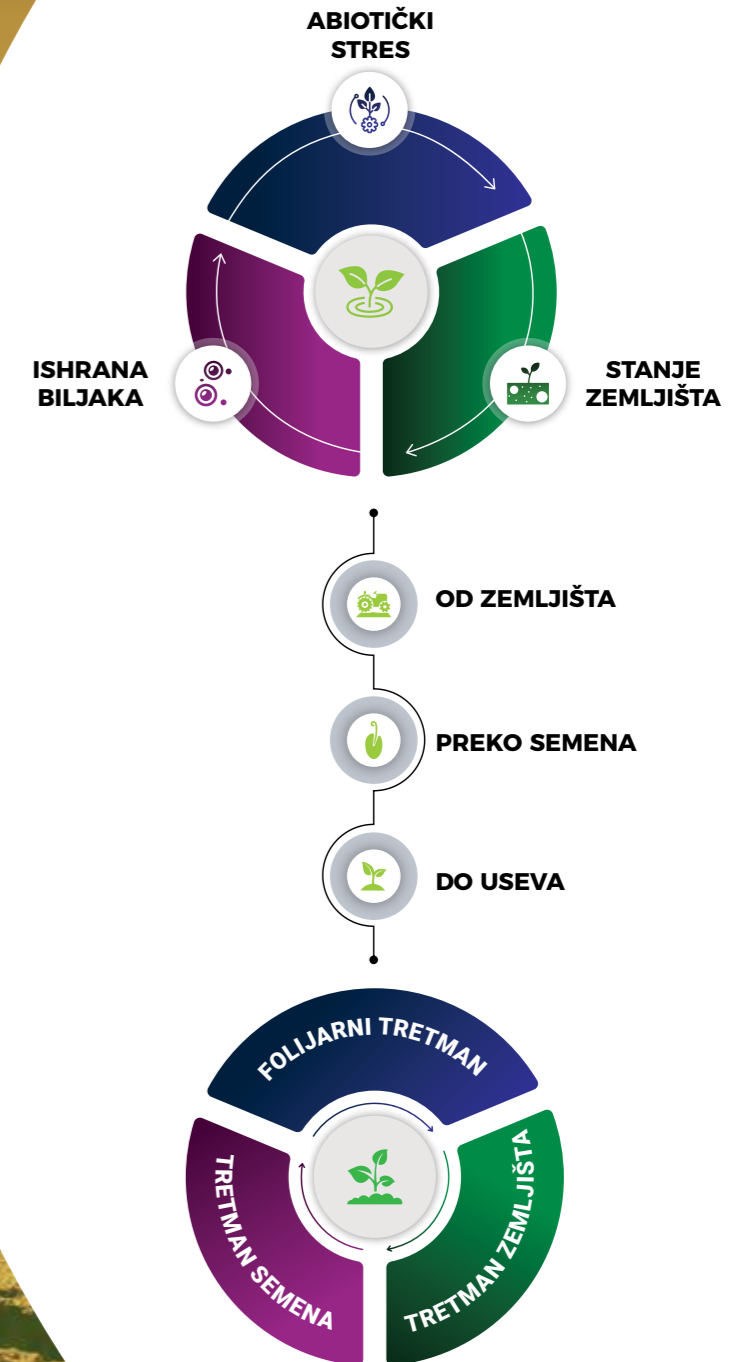 ABIOTIČKI
STRES
ISHRANA
BILJAKA
STANJE
ZEMLJIŠTA
OD ZEMLJIŠTA
PREKO SEMENA
DO USEVA
FOLIJARNI TRETMAN
TRETMAN SEMENA
TRETMAN ZEMLJIŠTA